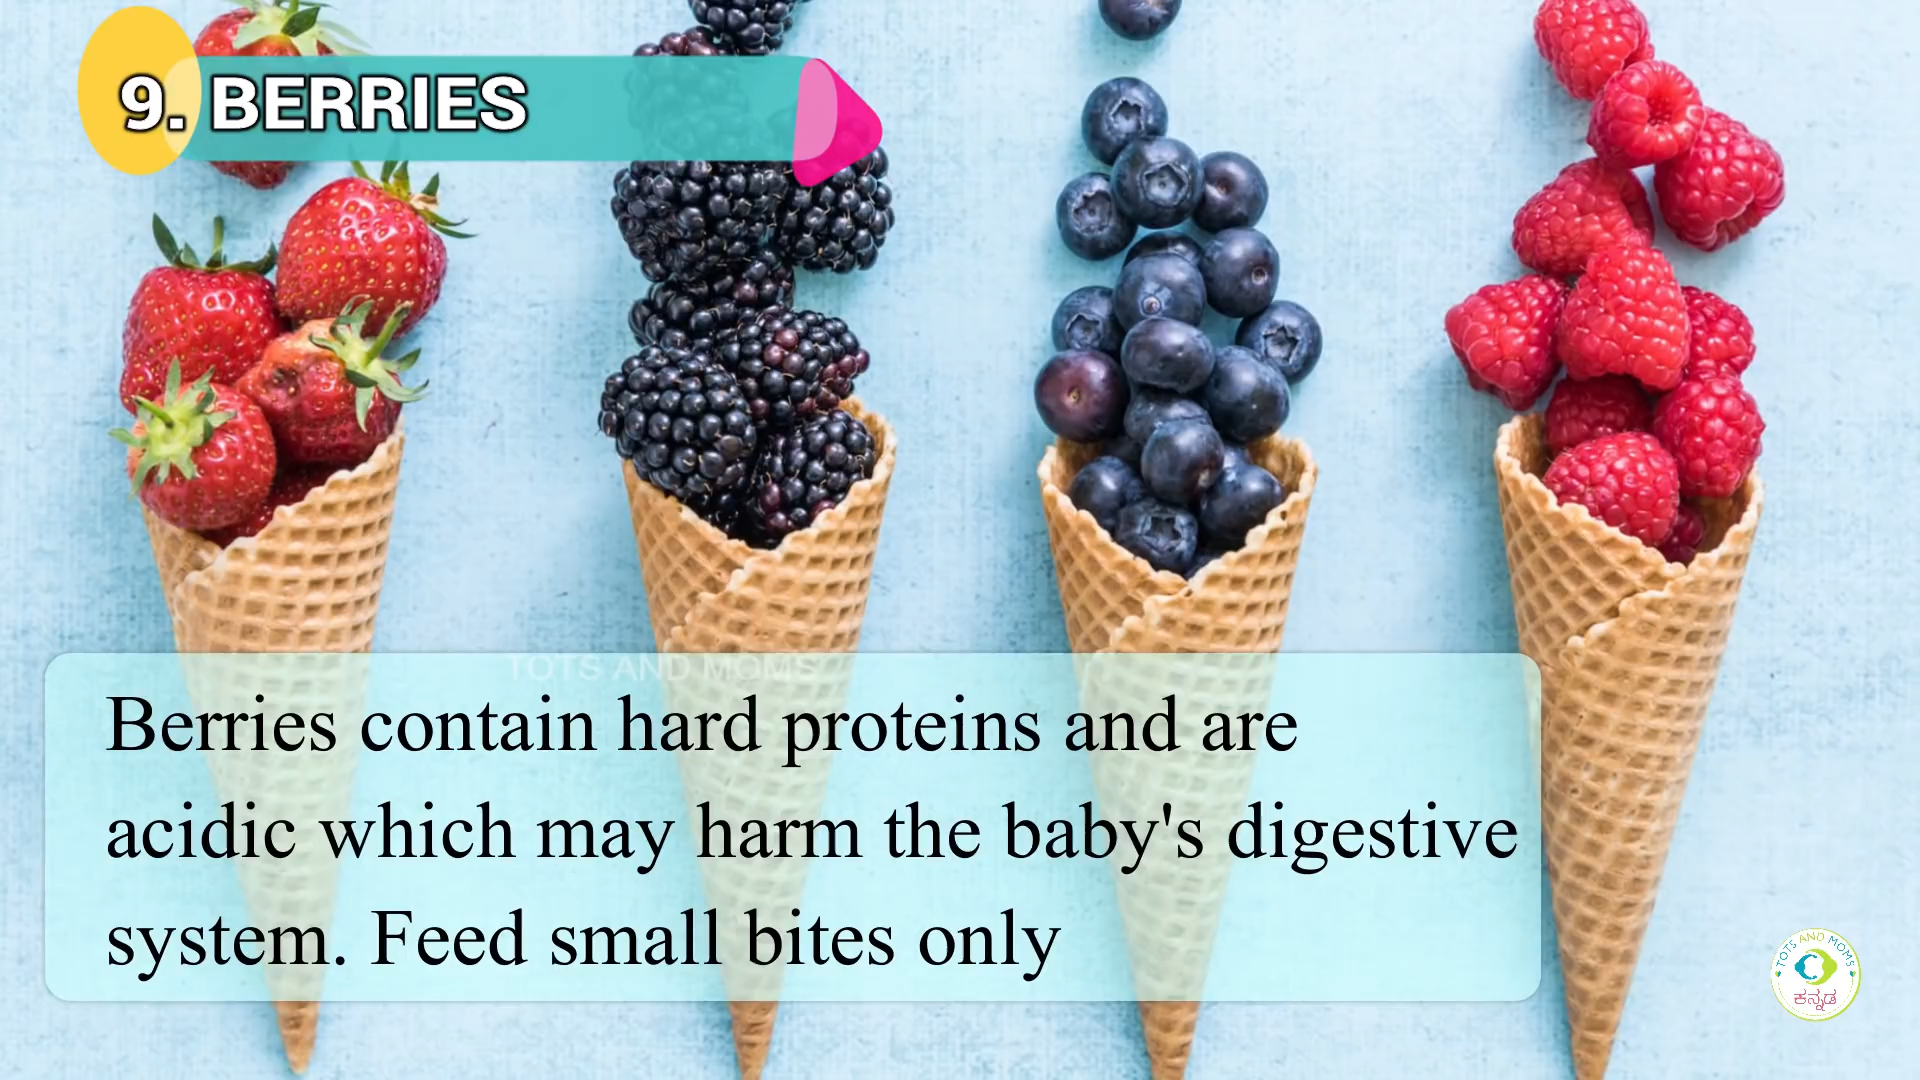 9. BERRIES
TOTS AND MOMS
Berries contain hard proteins and are
acidic which may harm the baby's digestive
system. Feed small bites only
TOTS AND MOMS
ಕನ್ನಡ